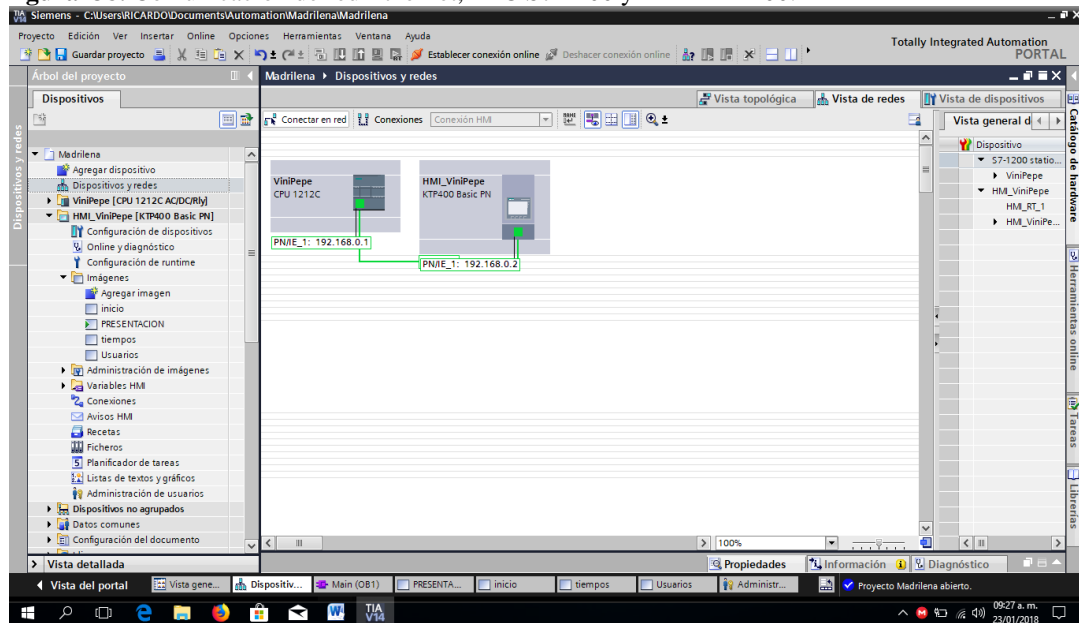 Siemens - C:\Users\RICARDO\Documents\Automation\Madrilena\Madrilena
Proyecto Edición Ver Insertar Online Opciones Herramientas Ventana Ayuda
Totally Integrated Automation
PORTAL
Guardar proyecto
Establecer conexión online
Deshacer conexión online
Árbol del proyecto
Madrilena
Dispositivos y redes
Dispositivos
Vista topológica
Vista de redes
Vista de dispositivos
Conectar en red
Conexiones
Conexión HMI
Vista general d
Dispositivos y redes
Madrilena
Agregar dispositivo
Dispositivos y redes
ViniPepe [CPU 1212C AC/DC/Rly]
HMI_ViniPepe [KTP400 Basic PN]
Configuración de dispositivos
Online y diagnóstico
Configuración de runtime
Imágenes
Agregar imagen
inicio
PRESENTACION
tiempos
Usuarios
Administración de imágenes
Variables HMI
Conexiones
Avisos HMI
Recetas
Ficheros
Planificador de tareas
Listas de textos y gráficos
Administración de usuarios
Dispositivos no agrupados
Datos comunes
Configuración del documento
Vista detallada
ViniPepe
CPU 1212C
HMI_ViniPepe
KTP400 Basic PN
PN/IE_1: 192.168.0.1
PN/IE_1: 192.168.0.2
Dispositivo
S7-1200 statio...
ViniPepe
HMI_ViniPepe
HMI_RT_1
HMI_ViniPe...
Catálogo de hardware
Herramientas online
Tareas
Librerías
100%
Propiedades
Información
Diagnóstico
Vista del portal
Vista gene...
Dispositiv...
Main (OB1)
PRESENTA...
inicio
tiempos
Usuarios
Administr...
Proyecto Madrilena abierto.
TIA
V14
09:27 a. m.
23/01/2018